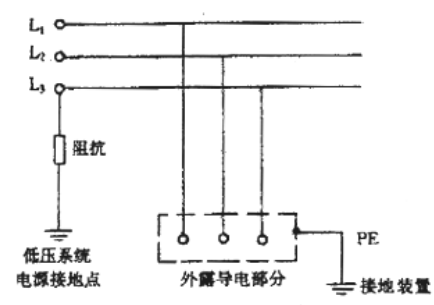 L₁
L₂
L₃
阻抗
PE
低压系统
电源接地点
外露导电部分
接地装置